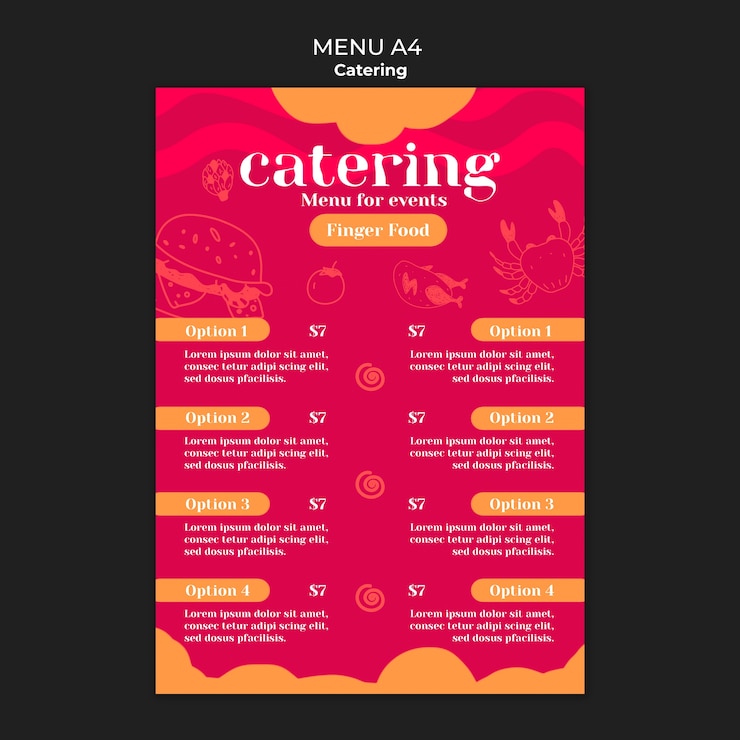 MENU A4
Catering
catering
Menu for events
Finger Food
Option 1 $7
Lorem ipsum dolor sit amet,
consec tetur adipi scing elit,
sed dosus pfacilisis.
$7 Option 1
Lorem ipsum dolor sit amet,
consec tetur adipi scing elit,
sed dosus pfacilisis.
Option 2 $7
Lorem ipsum dolor sit amet,
consec tetur adipi scing elit,
sed dosus pfacilisis.
$7 Option 2
Lorem ipsum dolor sit amet,
consec tetur adipi scing elit,
sed dosus pfacilisis.
Option 3 $7
Lorem ipsum dolor sit amet,
consec tetur adipi scing elit,
sed dosus pfacilisis.
$7 Option 3
Lorem ipsum dolor sit amet,
consec tetur adipi scing elit,
sed dosus pfacilisis.
Option 4 $7
Lorem ipsum dolor sit amet,
consec tetur adipi scing elit,
sed dosus pfacilisis.
$7 Option 4
Lorem ipsum dolor sit amet,
consec tetur adipi scing elit,
sed dosus pfacilisis.